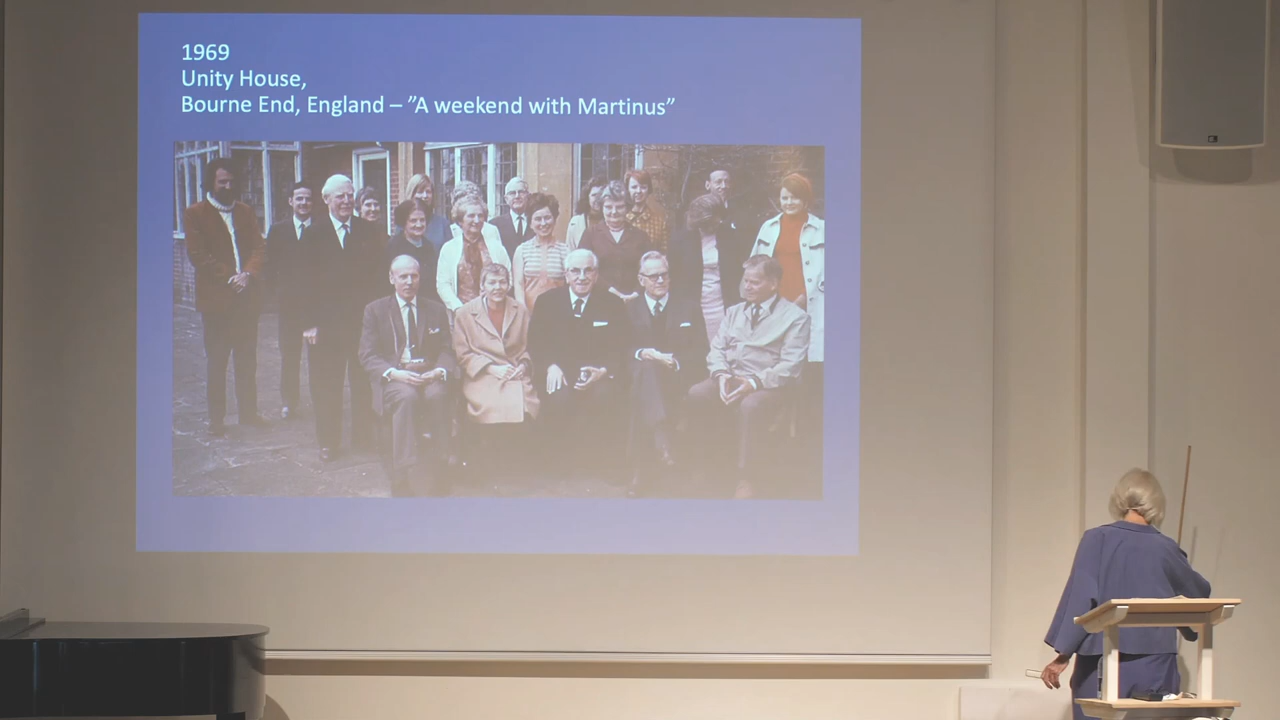 1969
Unity House,
Bourne End, England – ”A weekend with Martinus”